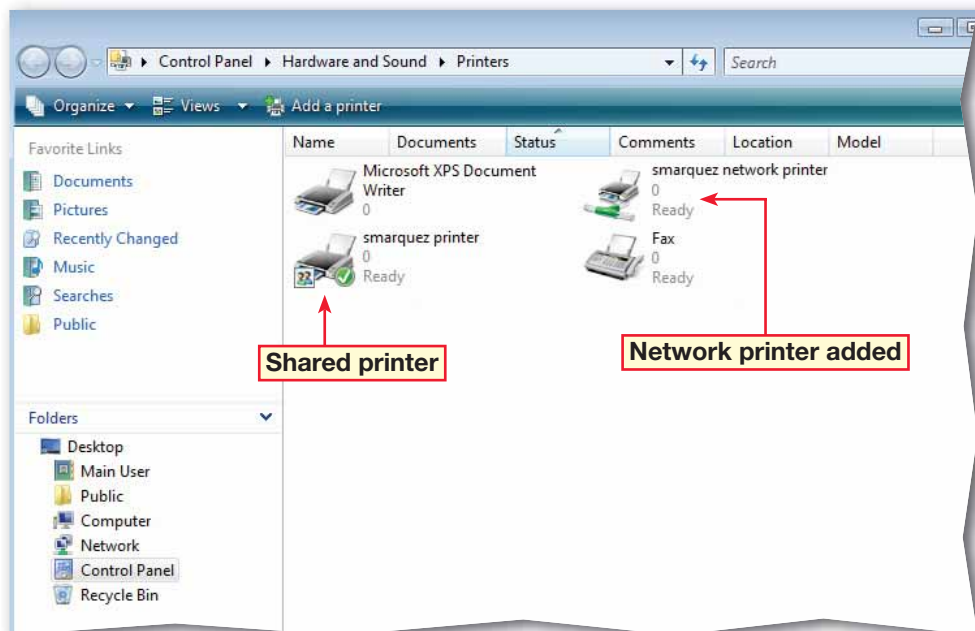 Control Panel Hardware and Sound Printers Search
Organize Views Add a printer
Favorite Links
Documents
Pictures
Recently Changed
Music
Searches
Public
Folders
Desktop
Main User
Public
Computer
Network
Control Panel
Recycle Bin
Name Documents Status Comments Location Model
Microsoft XPS Document
Writer
0
smarquez network printer
0
Ready
smarquez printer
0
Ready
Fax
0
Ready
Shared printer
Network printer added